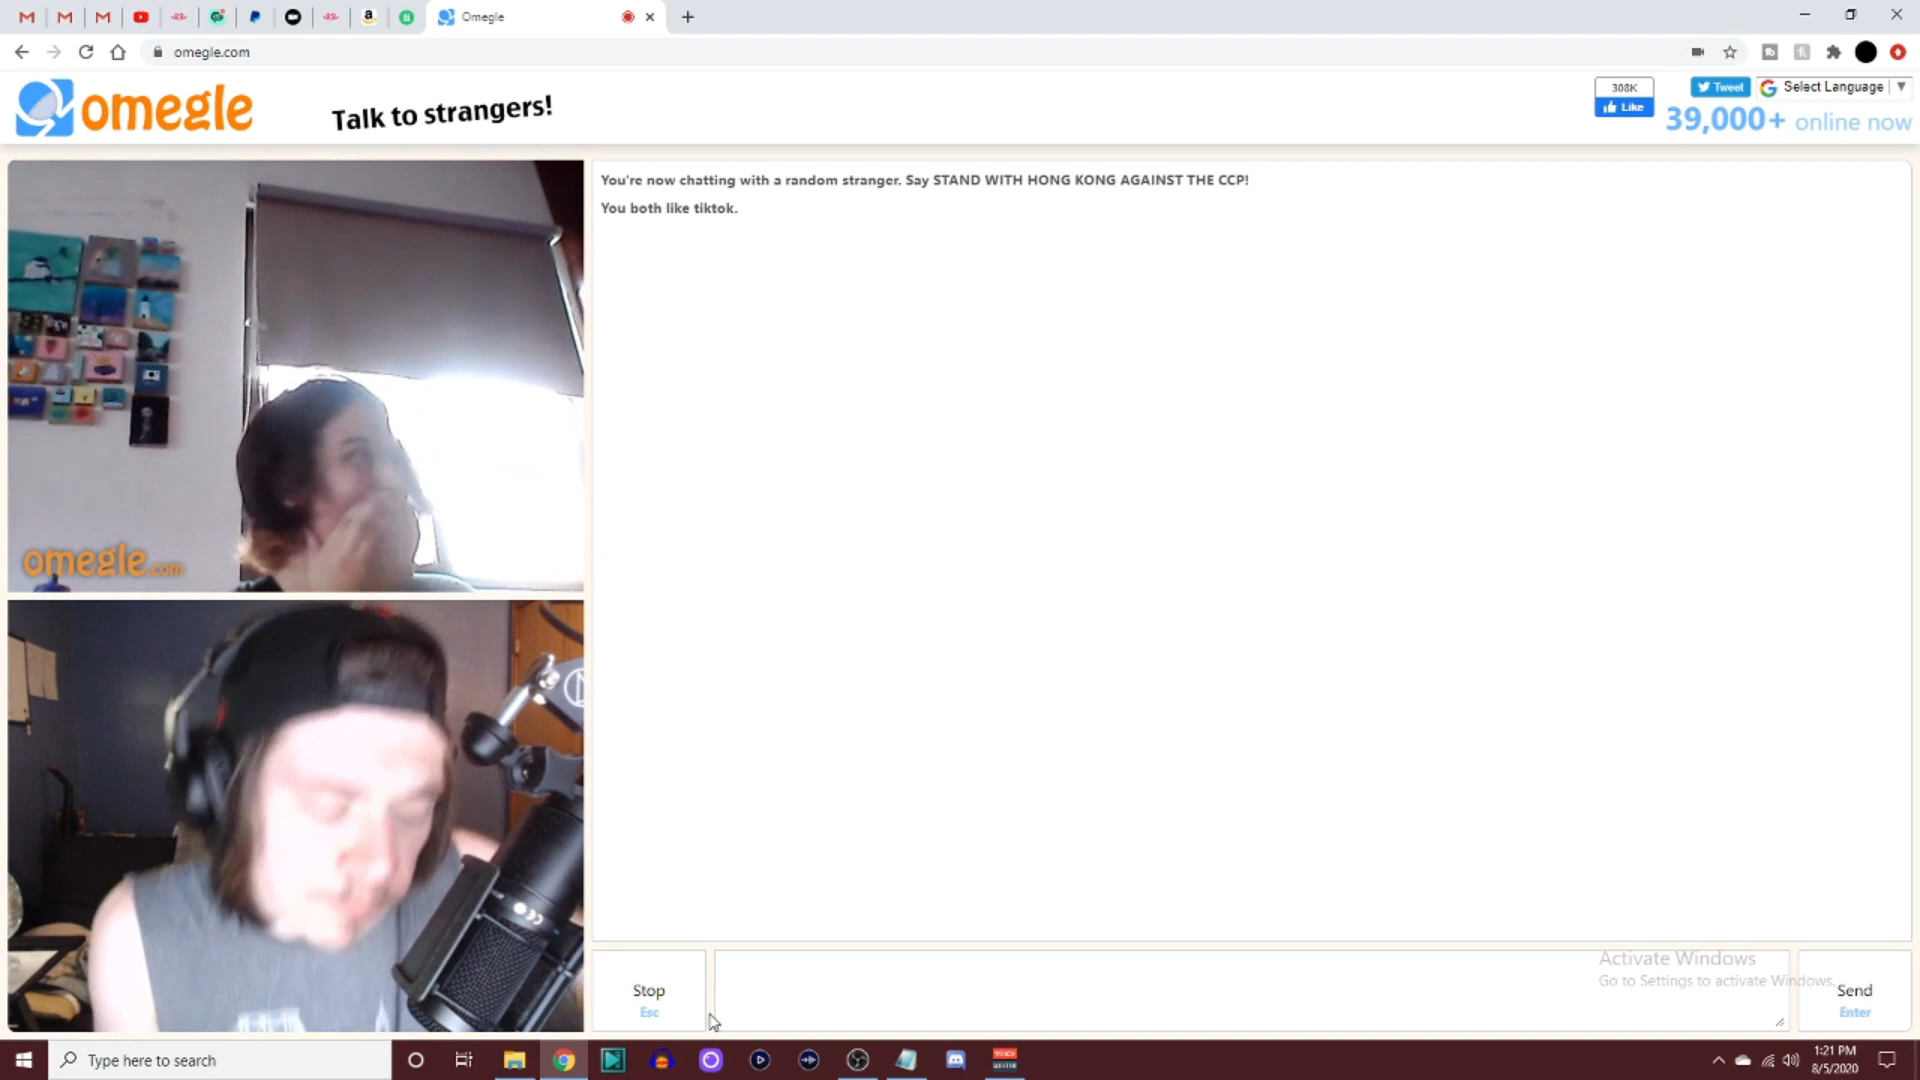 Omegle
omegle.com
omegle
Talk to strangers!
308K
Like
Tweet
Select Language
39,000+ online now
You're now chatting with a random stranger. Say STAND WITH HONG KONG AGAINST THE CCP!
You both like tiktok.
omegle.com
Stop
Esc
Activate Windows
Go to Settings to activate Windows.
Send
Enter
Type here to search
1:21 PM
8/5/2020